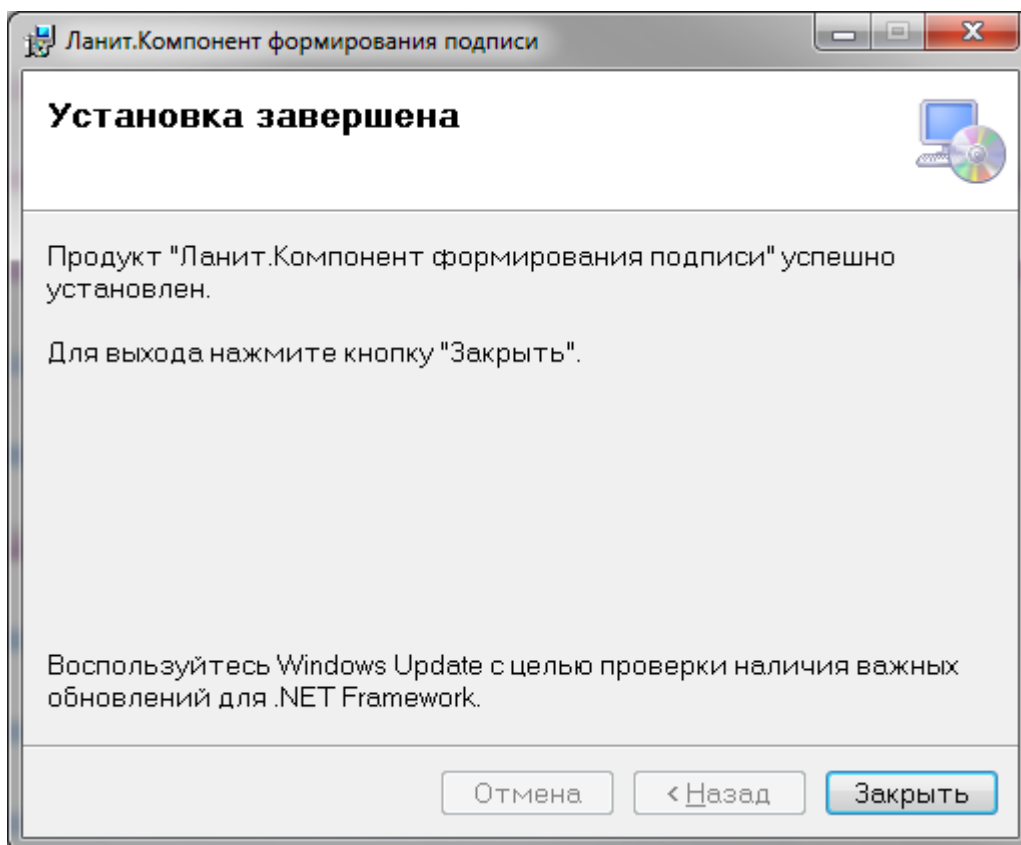 Ланит.Компонент формирования подписи
Установка завершена
Продукт "Ланит.Компонент формирования подписи" успешно
установлен.
Для выхода нажмите кнопку "Закрыть".
Воспользуйтесь Windows Update с целью проверки наличия важных
обновлений для .NET Framework.
Отмена < Назад Закрыть